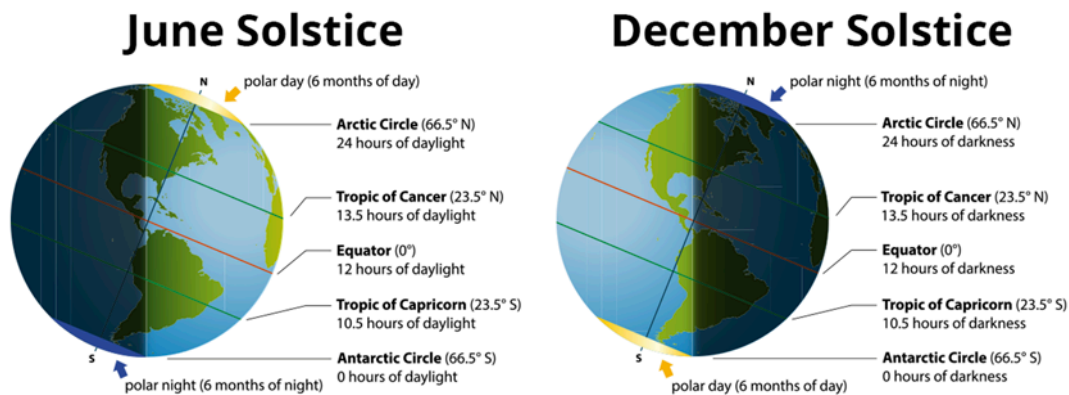 June Solstice
N
polar day (6 months of day)
Arctic Circle (66.5° N)
24 hours of daylight
Tropic of Cancer (23.5° N)
13.5 hours of daylight
Equator (0°)
12 hours of daylight
Tropic of Capricorn (23.5° S)
10.5 hours of daylight
Antarctic Circle (66.5° S)
0 hours of daylight
S
polar night (6 months of night)
December Solstice
N
polar night (6 months of night)
Arctic Circle (66.5° N)
24 hours of darkness
Tropic of Cancer (23.5° N)
13.5 hours of darkness
Equator (0°)
12 hours of darkness
Tropic of Capricorn (23.5° S)
10.5 hours of darkness
Antarctic Circle (66.5° S)
0 hours of darkness
S
polar day (6 months of day)